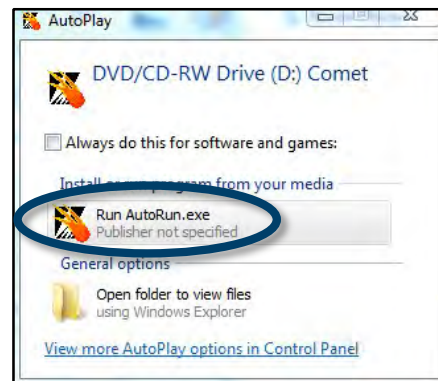 AutoPlay
DVD/CD-RW Drive (D:) Comet
Always do this for software and games:
Install or run program from your media
Run AutoRun.exe
Publisher not specified
General options
Open folder to view files
using Windows Explorer
View more AutoPlay options in Control Panel